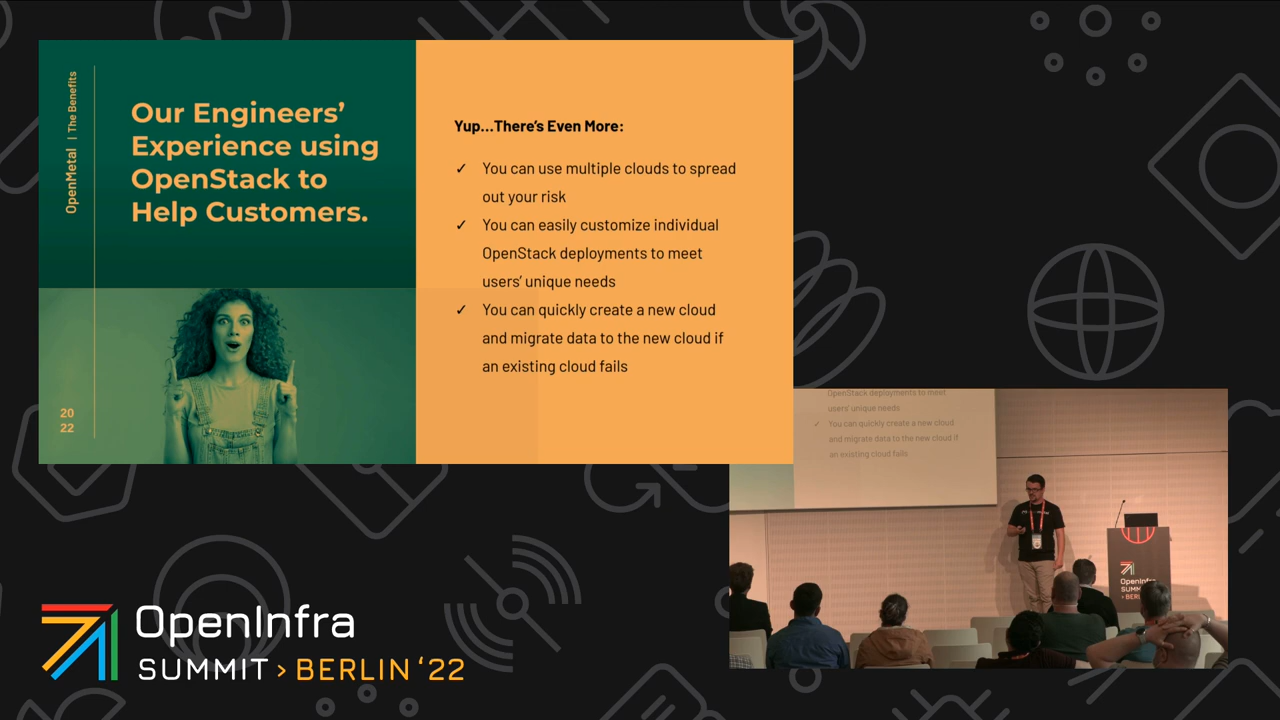 OpenMetal | The Benefits
Our Engineers’
Experience using
OpenStack to
Help Customers.
20
22
Yup...There’s Even More:
✓ You can use multiple clouds to spread
out your risk
✓ You can easily customize individual
OpenStack deployments to meet
users’ unique needs
✓ You can quickly create a new cloud
and migrate data to the new cloud if
an existing cloud fails
OpenStack deployments to meet
users’ unique needs
✓ You can quickly create a new cloud
and migrate data to the new cloud if
an existing cloud fails
OpenInfra
SUMMIT > BERLIN ‘22